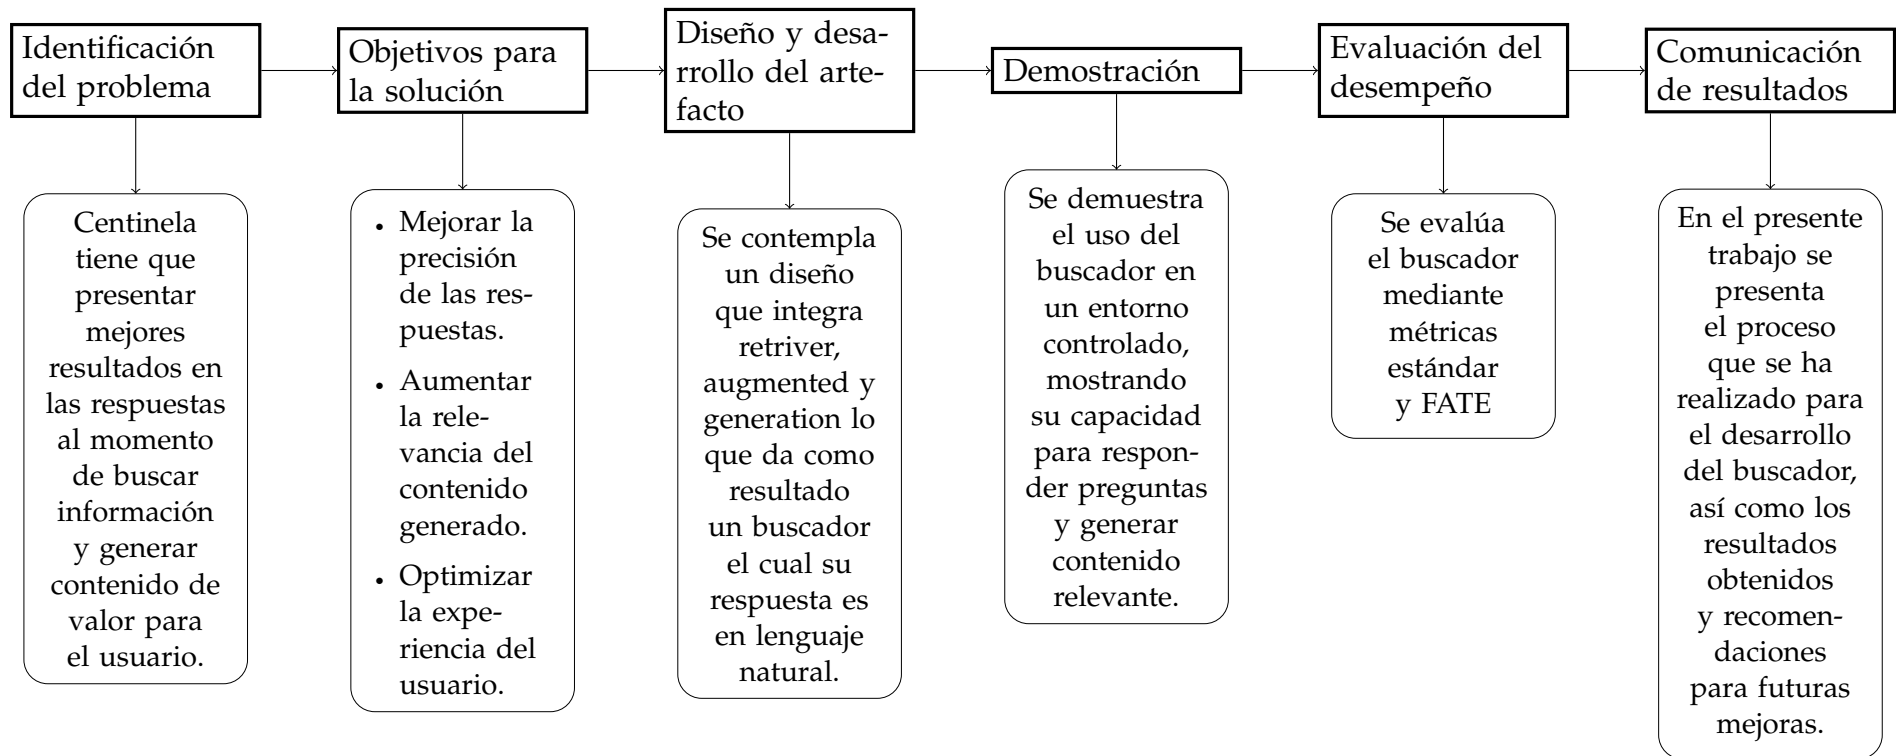 Identificación
del problema
Objetivos para
la solución
Diseño y desa-
rrollo del arte-
facto
Demostración
Evaluación del
desempeño
Comunicación
de resultados
Centinela
tiene que
presentar
mejores
resultados en
las respuestas
al momento
de buscar
información
y generar
contenido de
valor para
el usuario.
• Mejorar la
precisión
de las res-
puestas.
• Aumentar
la rele-
vancia del
contenido
generado.
• Optimizar
la expe-
riencia del
usuario.
Se contempla
un diseño
que integra
retriver,
augmented y
generation lo
que da como
resultado
un buscador
el cual su
respuesta es
en lenguaje
natural.
Se demuestra
el uso del
buscador en
un entorno
controlado,
mostrando
su capacidad
para respon-
der preguntas
y generar
contenido
relevante.
Se evalúa
el buscador
mediante
métricas
estándar
y FATE
En el presente
trabajo se
presenta
el proceso
que se ha
realizado para
el desarrollo
del buscador,
así como los
resultados
obtenidos
y recomen-
daciones
para futuras
mejoras.